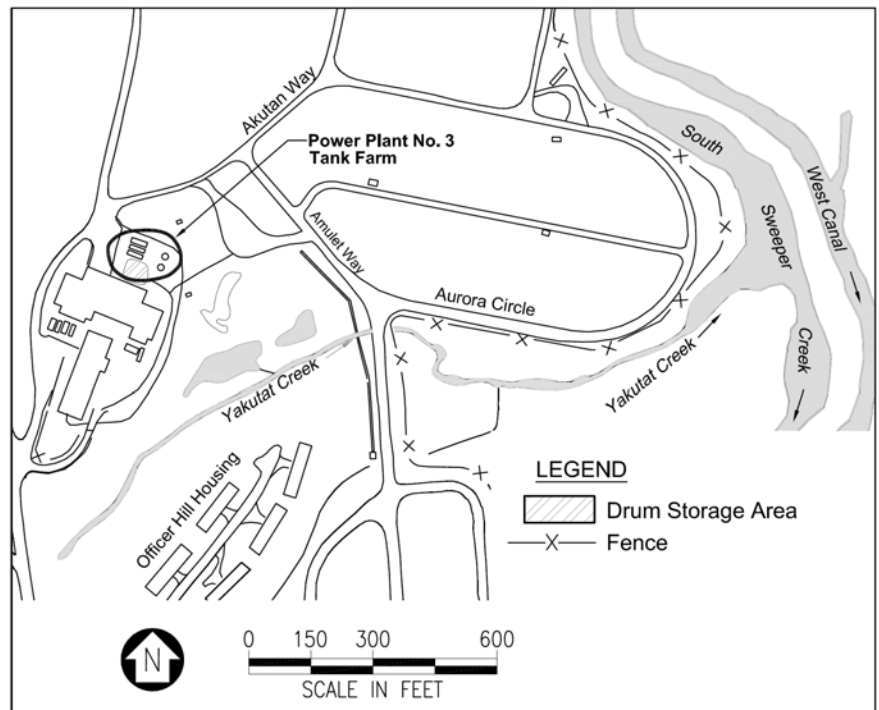 Akutan Way
Power Plant No. 3
Tank Farm
South
Sweeper
Creek
West Canal
Amulet Way
Aurora Circle
Yakutat Creek
Yakutat Creek
Officer Hill Housing
LEGEND
Drum Storage Area
X Fence
N
0 150 300 600
SCALE IN FEET